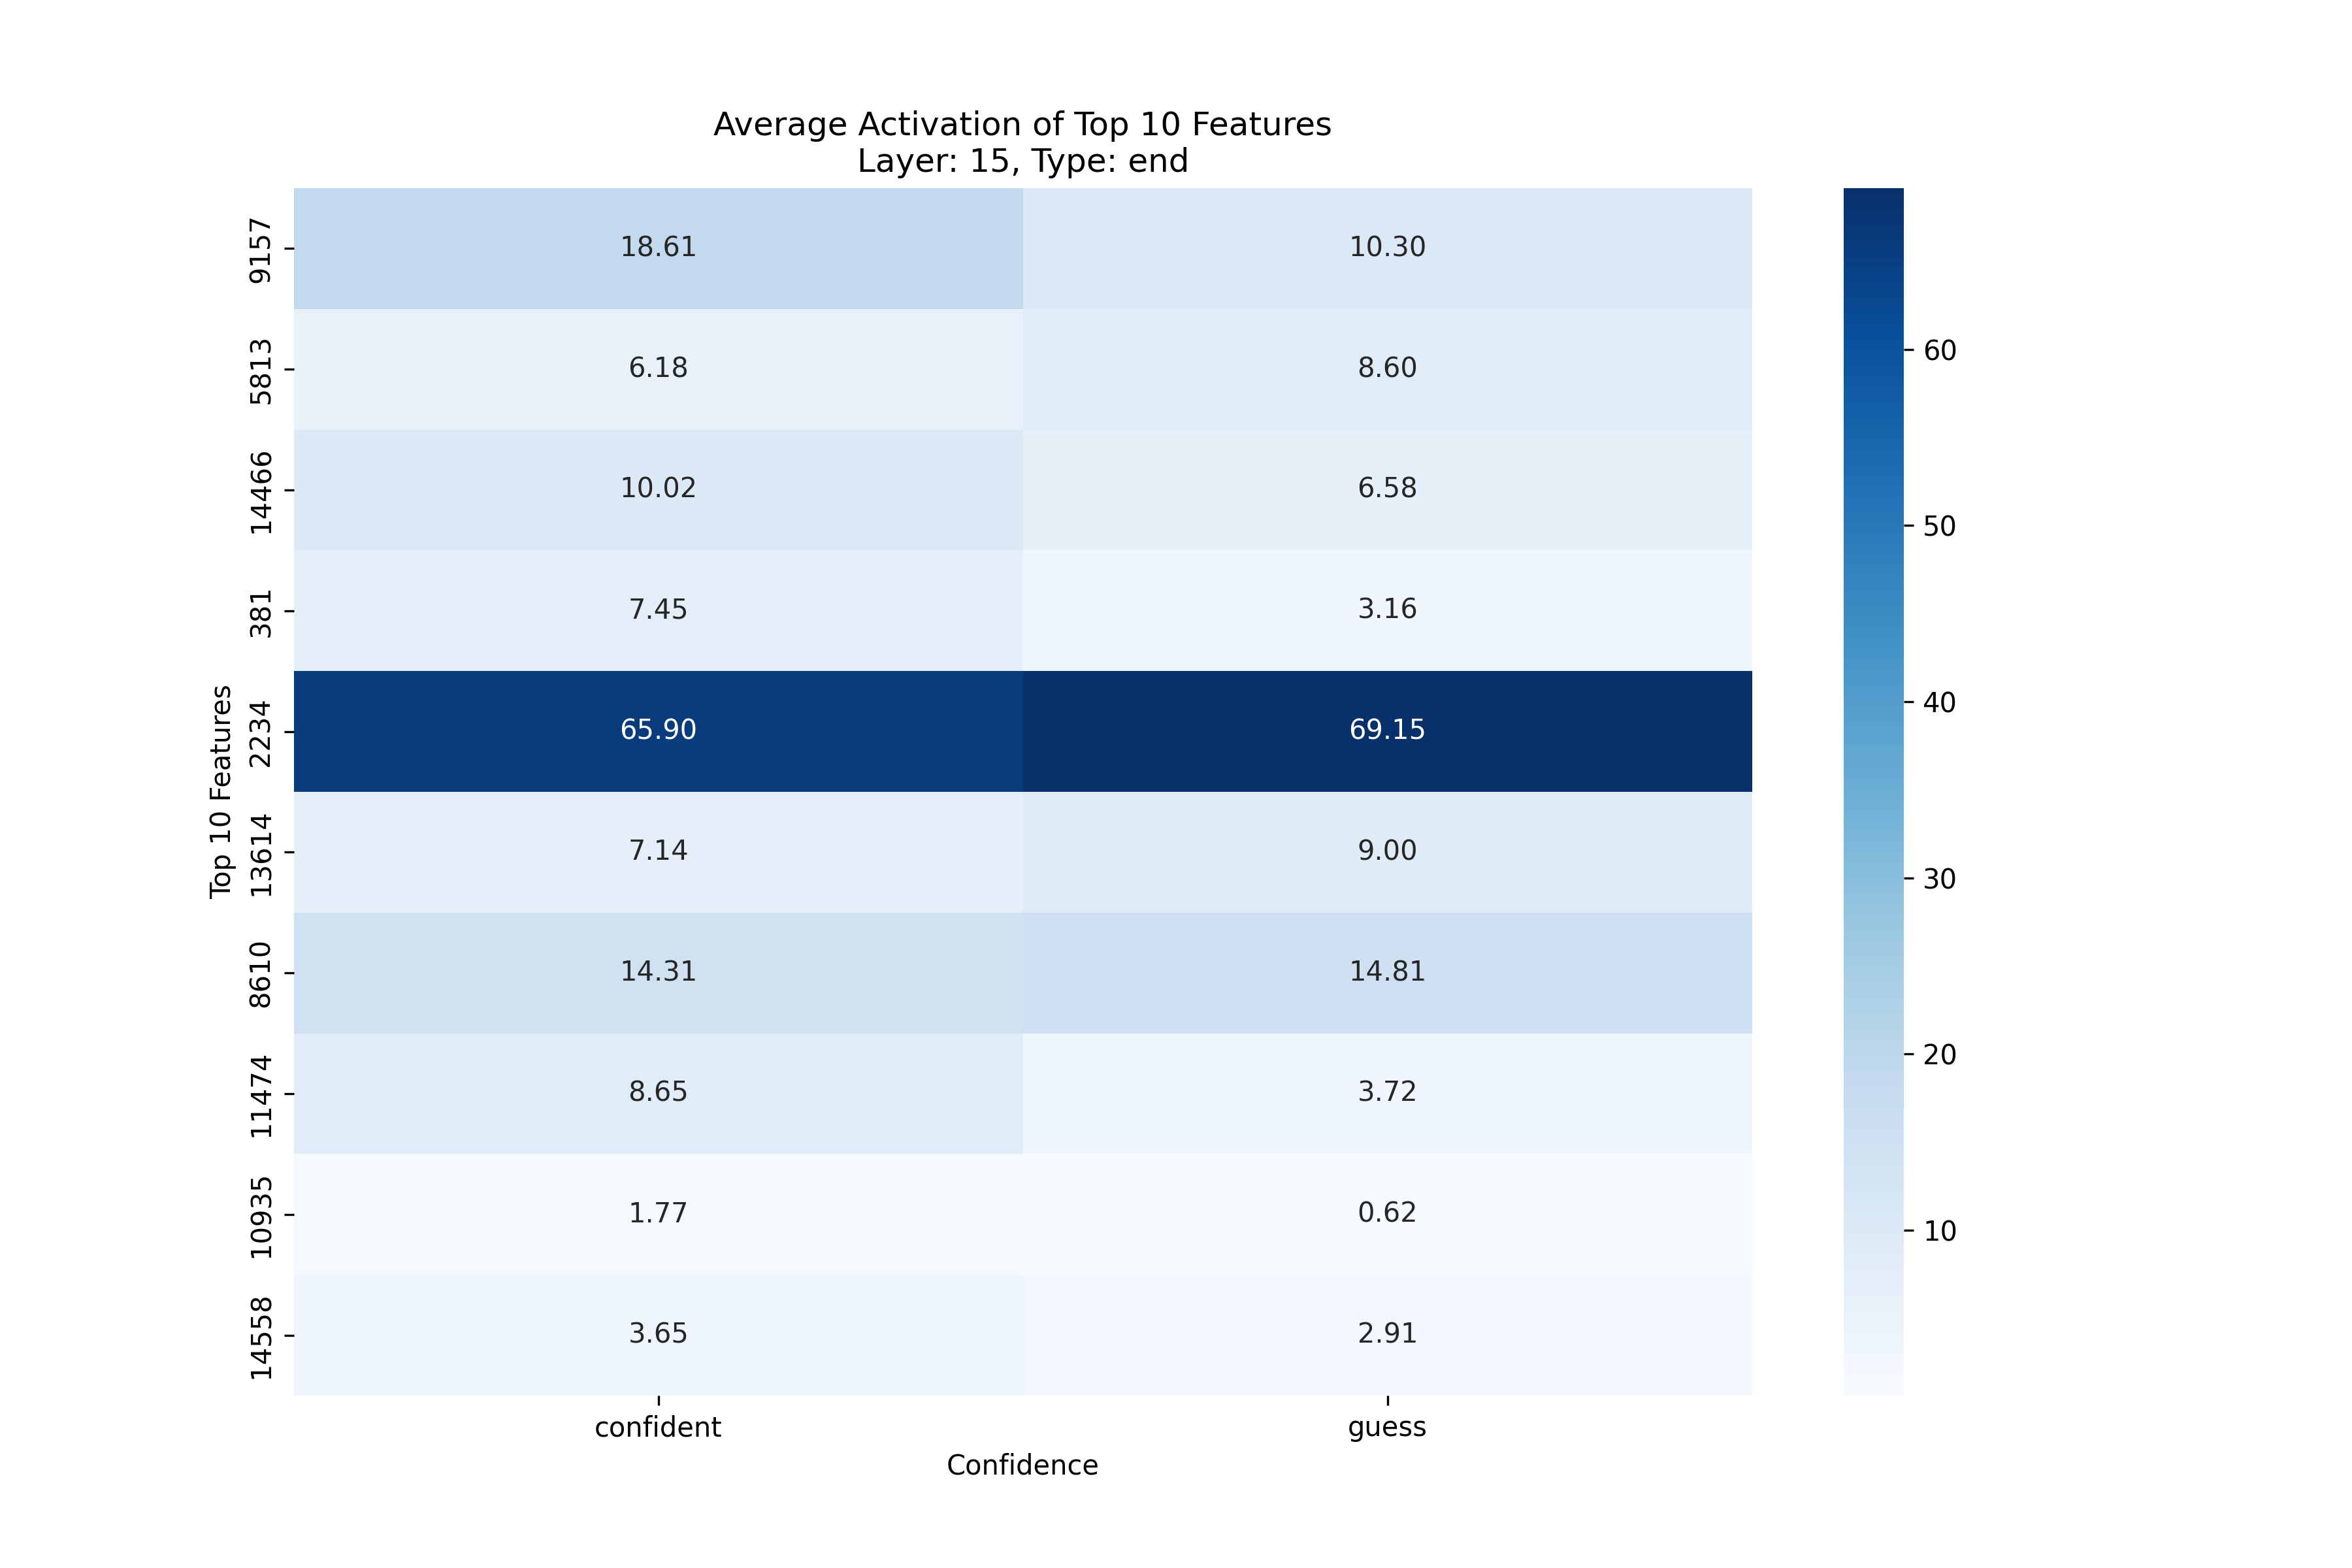 Average Activation of Top 10 Features
Layer: 15, Type: end
Top 10 Features
9157 18.61 10.30
5813 6.18 8.60
14466 10.02 6.58
381 7.45 3.16
2234 65.90 69.15
13614 7.14 9.00
8610 14.31 14.81
11474 8.65 3.72
10935 1.77 0.62
14558 3.65 2.91
confident guess
Confidence
60
50
40
30
20
10